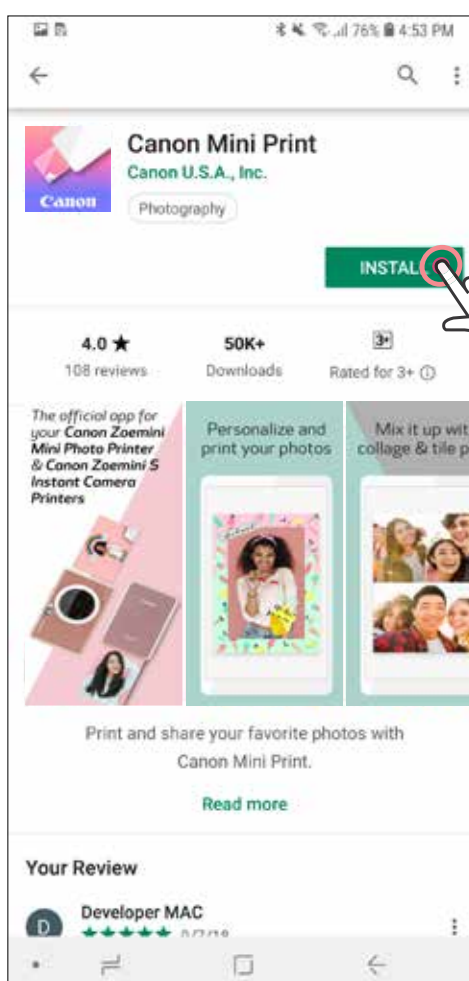 76% 4:53 PM
Canon Mini Print
Canon U.S.A., Inc.
Canon
Photography
INSTALL
4.0 ★
50K+
3+
108 reviews
Downloads
Rated for 3+
The official app for
your Canon Zoemini
Mini Photo Printer
& Canon Zoemini S
Instant Camera
Printers
Personalize and
print your photos
Mix it up wit
collage & tile p
Print and share your favorite photos with
Canon Mini Print.
Read more
Your Review
D
Developer MAC
★★★★★